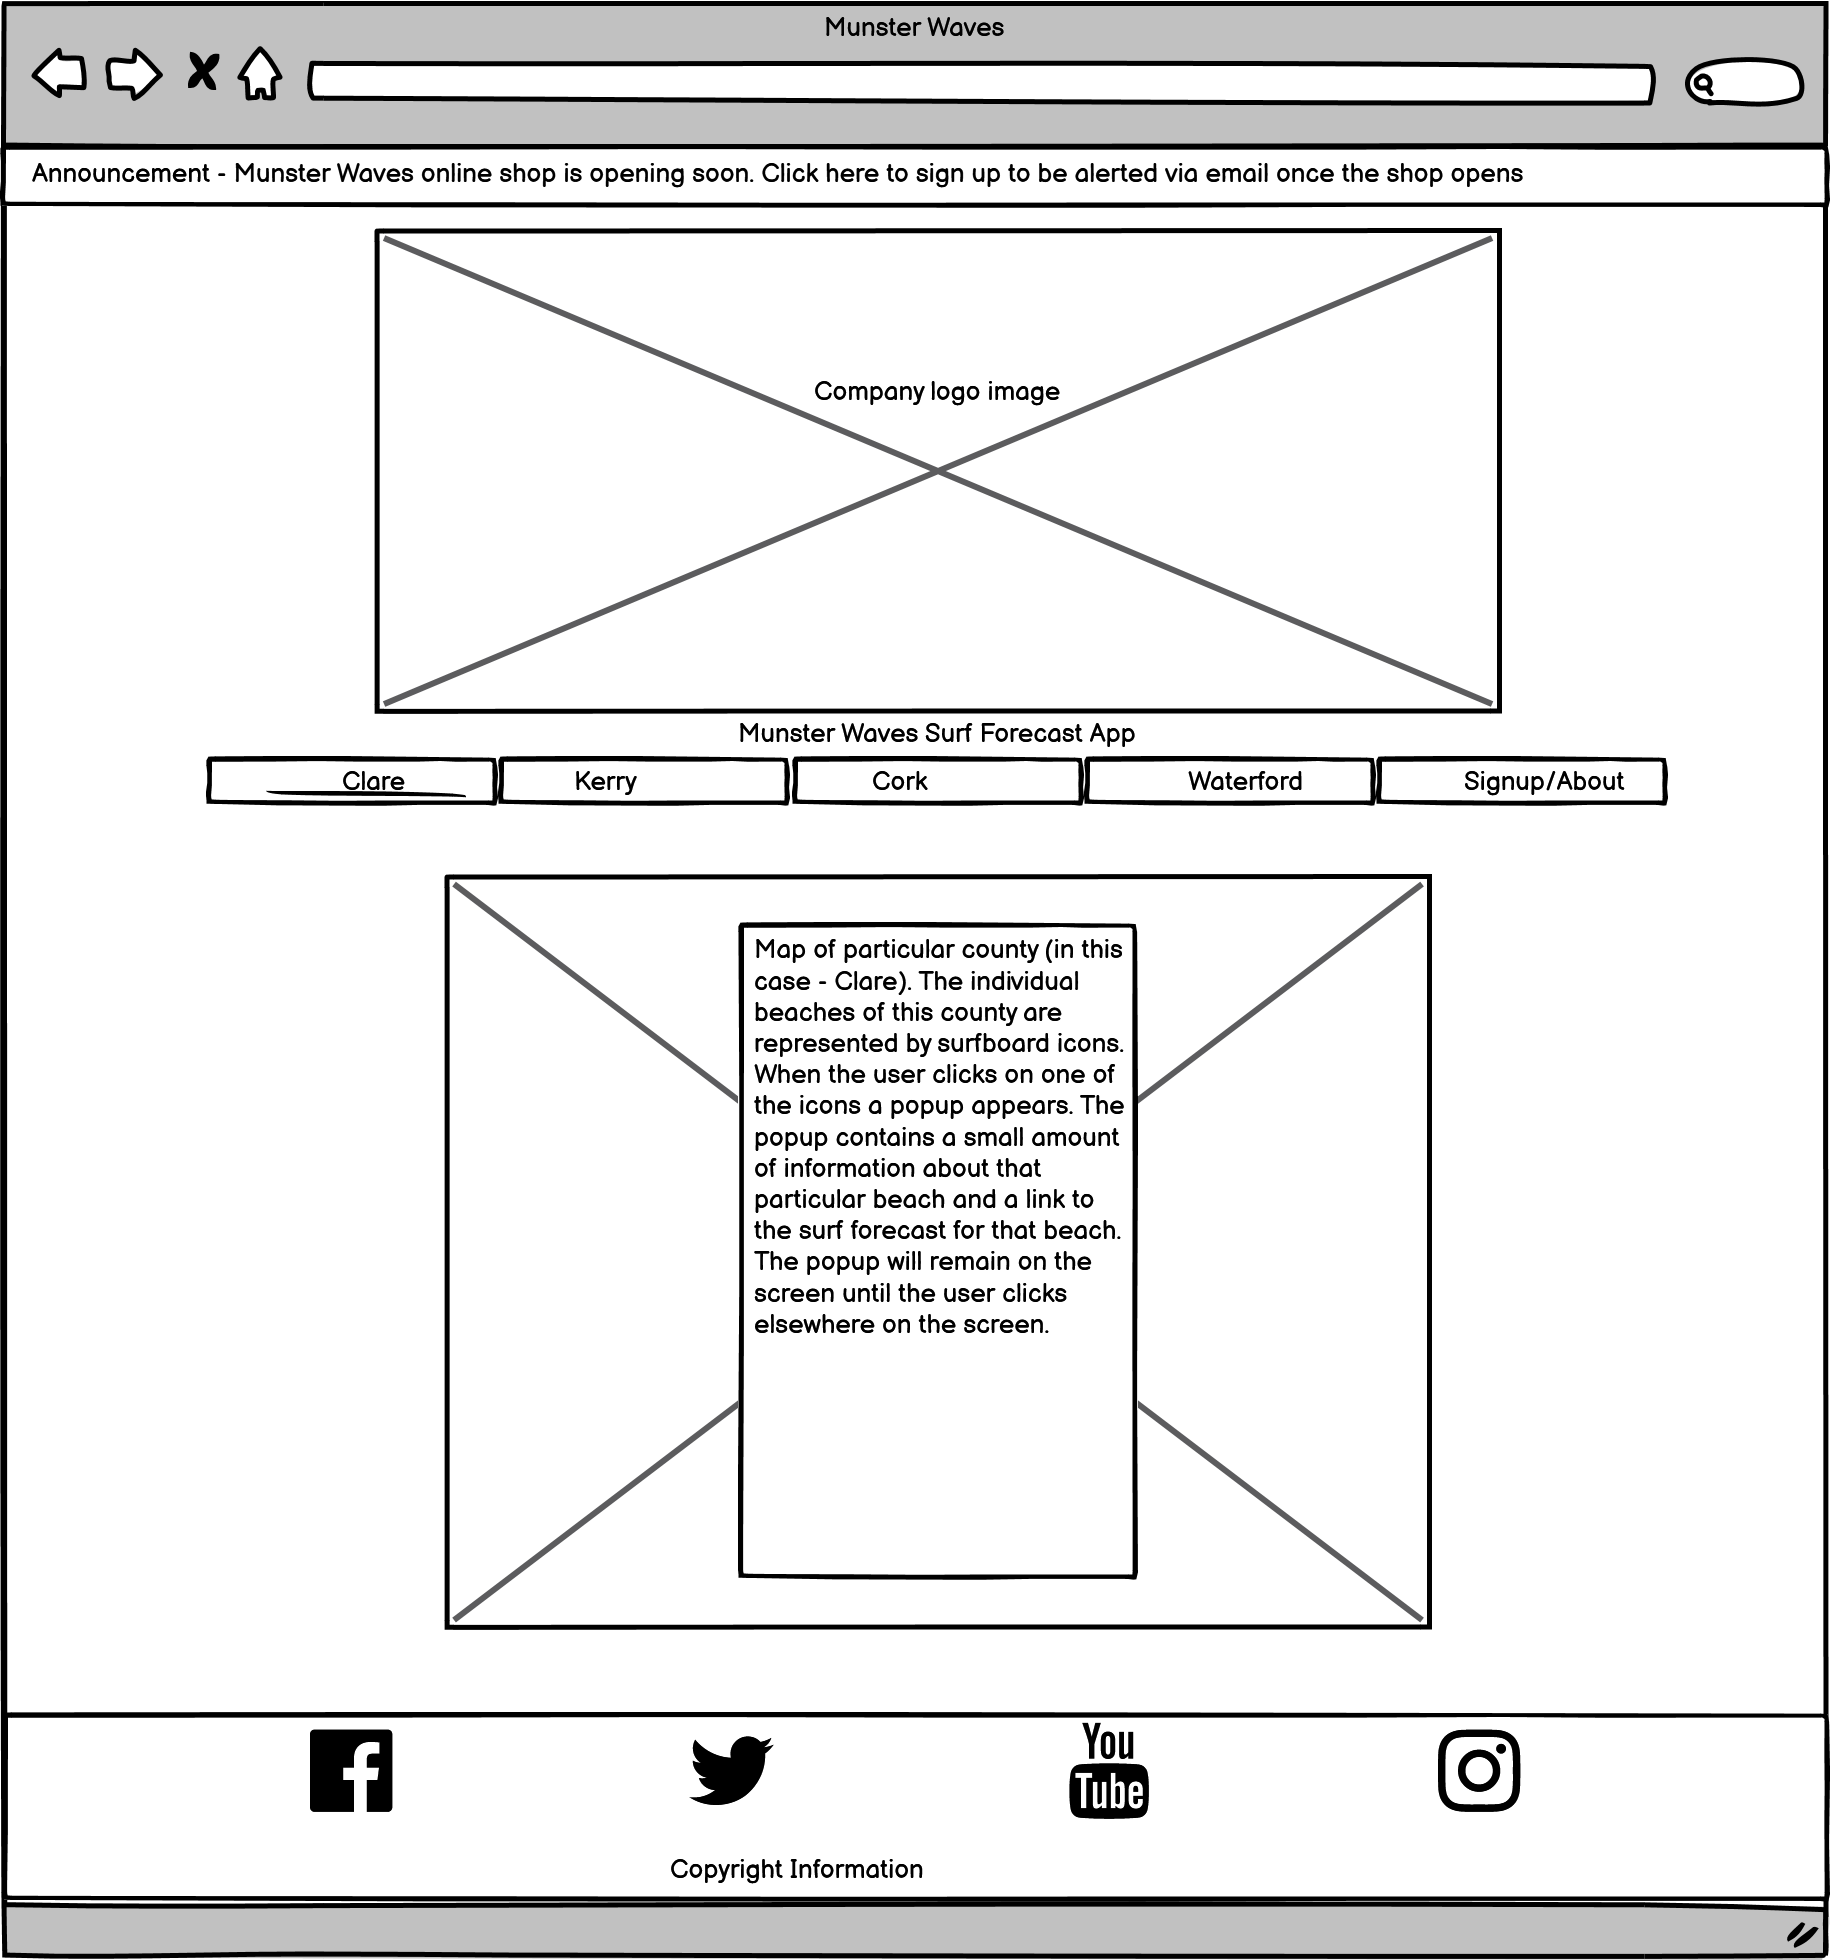 Munster Waves
Announcement - Munster Waves online shop is opening soon. Click here to sign up to be alerted via email once the shop opens
Company logo image
Munster Waves Surf Forecast App
Clare Kerry Cork Waterford Signup/About
Map of particular county (in this
case - Clare). The individual
beaches of this county are
represented by surfboard icons.
When the user clicks on one of
the icons a popup appears. The
popup contains a small amount
of information about that
particular beach and a link to
the surf forecast for that beach.
The popup will remain on the
screen until the user clicks
elsewhere on the screen.
You
Tube
Copyright Information